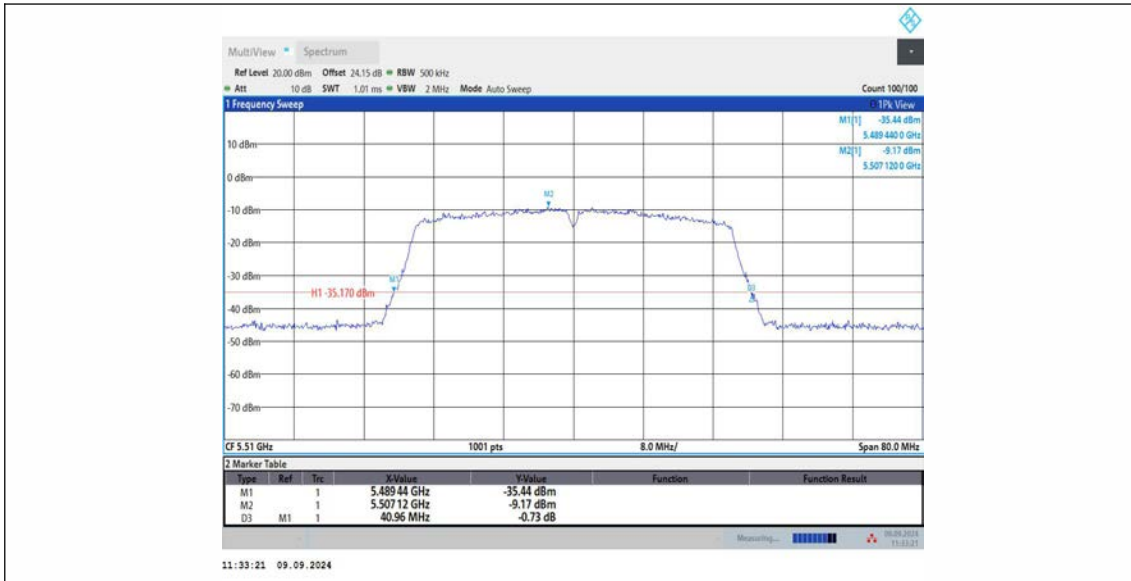 MultiView Spectrum
Ref Level 20.00 dBm Offset 24.15 dB RBW 500 kHz
Att 10 dB SWT 1.01 ms VBW 2 MHz Mode Auto Sweep Count 100/100
1 Frequency Sweep 1Pk View
M1[1] -35.44 dBm
5.489 440 0 GHz
10 dBm
M2[1] -9.17 dBm
5.507 120 0 GHz
0 dBm
M2
-10 dBm
-20 dBm
-30 dBm
M1
D3
H1 -35.170 dBm
-40 dBm
-50 dBm
-60 dBm
-70 dBm
CF 5.51 GHz 1001 pts 8.0 MHz/ Span 80.0 MHz
2 Marker Table
Type Ref Trc X-Value Y-Value Function Function Result
M1 1 5.489 44 GHz -35.44 dBm
M2 1 5.507 12 GHz -9.17 dBm
D3 M1 1 40.96 MHz -0.73 dB
Measuring... 09.09.2024
11:33:21
11:33:21 09.09.2024